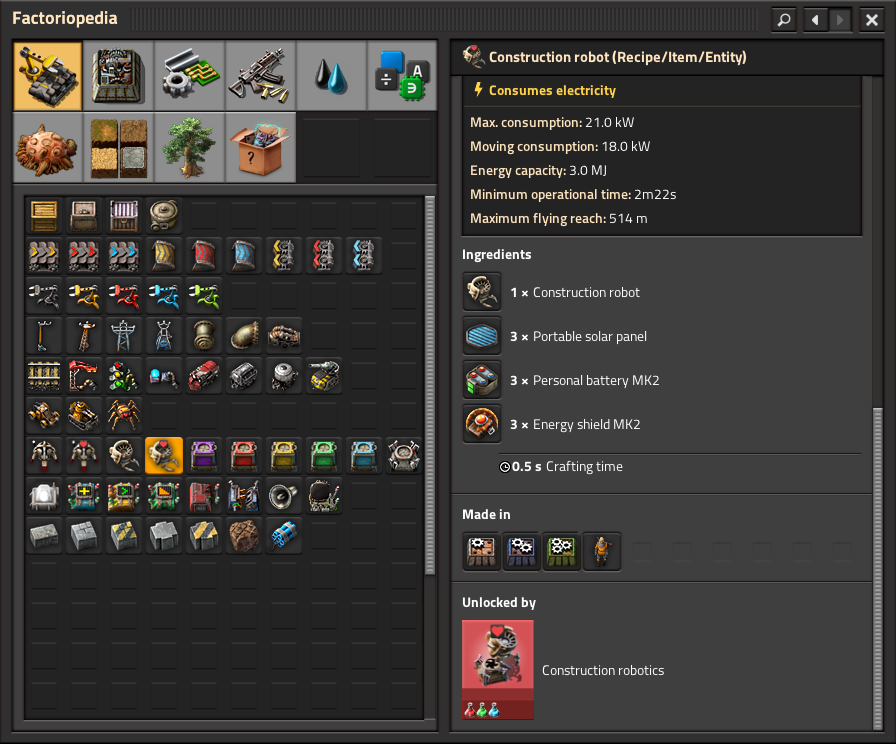 Factoriopedia
Construction robot (Recipe/Item/Entity)
Consumes electricity
Max. consumption: 21.0 kW
Moving consumption: 18.0 kW
Energy capacity: 3.0 MJ
Minimum operational time: 2m22s
Maximum flying reach: 514 m
Ingredients
1 × Construction robot
3 × Portable solar panel
3 × Personal battery MK2
3 × Energy shield MK2
0.5 s Crafting time
Made in
Unlocked by
Construction robotics